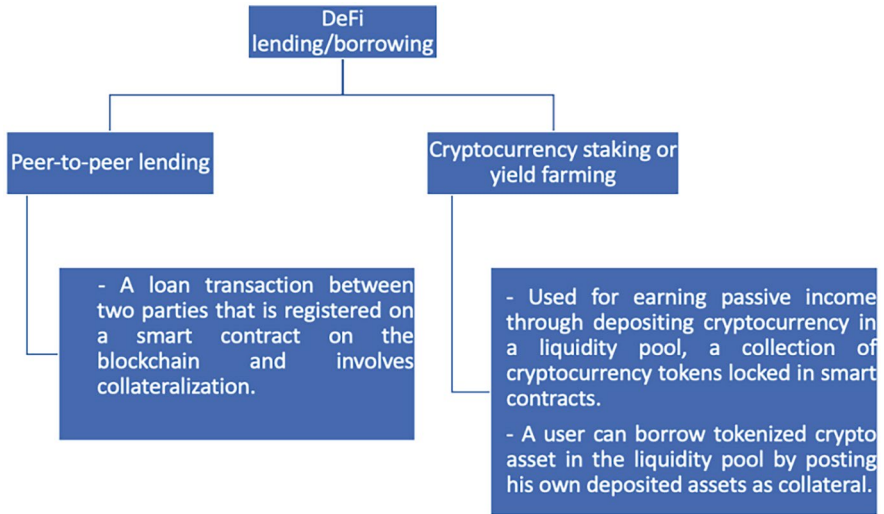 DeFi
lending/borrowing
Peer-to-peer lending
Cryptocurrency staking or
yield farming
- A loan transaction between
two parties that is registered on
a smart contract on the
blockchain and involves
collateralization.
- Used for earning passive income
through depositing cryptocurrency in
a liquidity pool, a collection of
cryptocurrency tokens locked in smart
contracts.
- A user can borrow tokenized crypto
asset in the liquidity pool by posting
his own deposited assets as collateral.